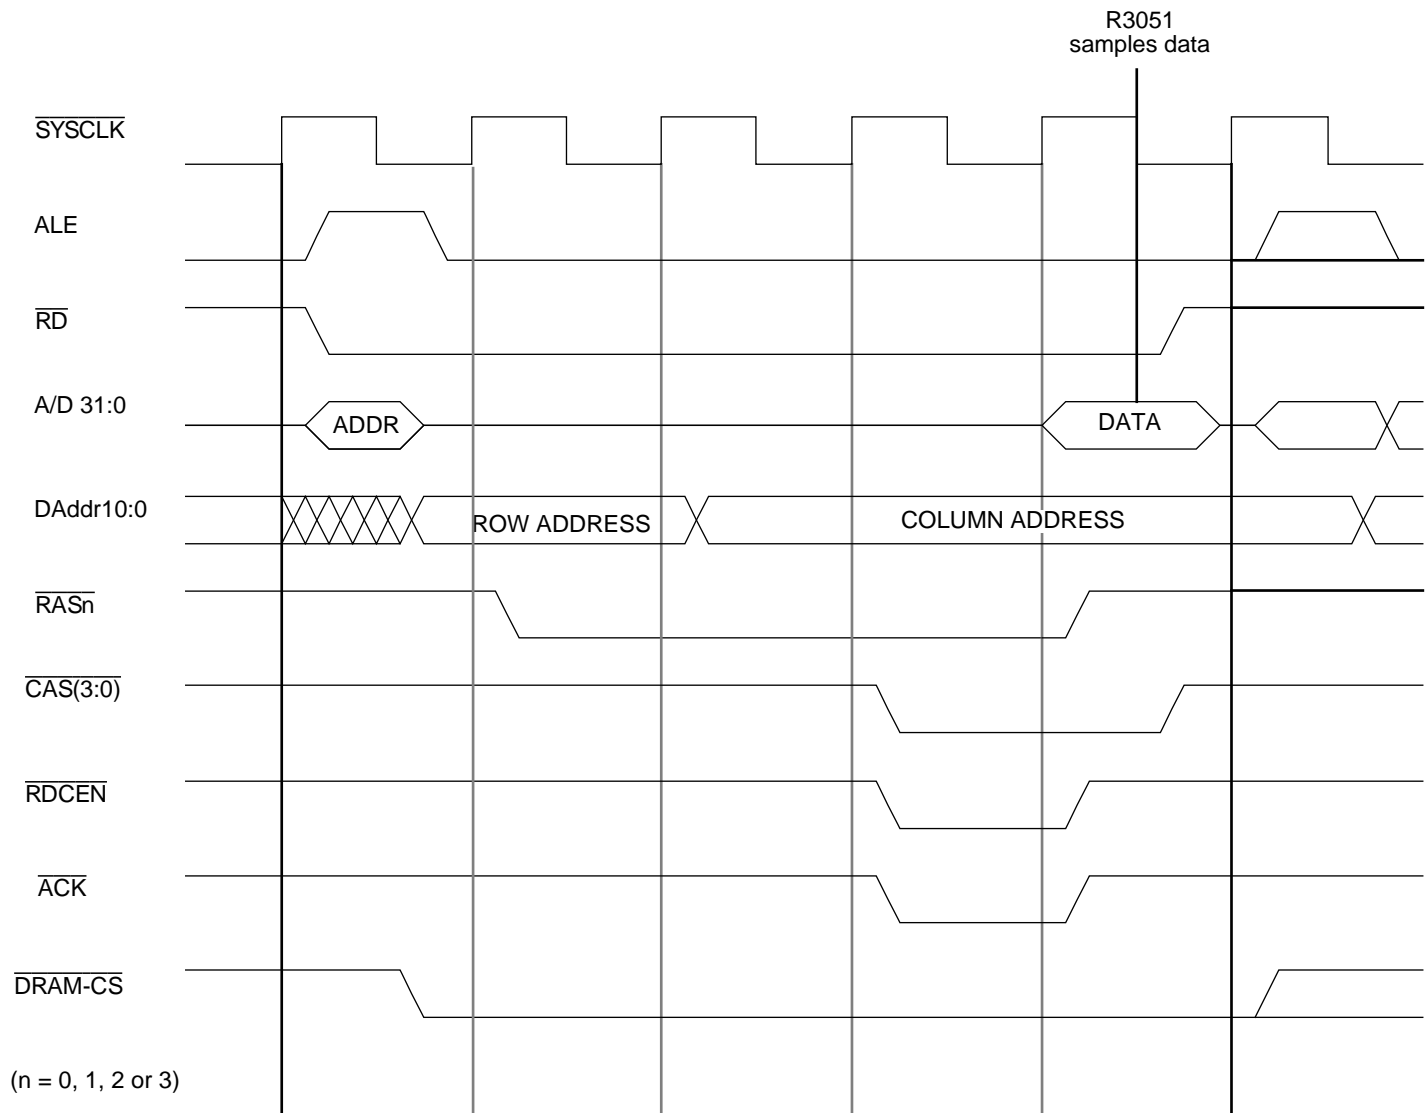 R3051
samples data
SYSCLK
ALE
RD
A/D 31:0
ADDR
DATA
DAddr10:0
ROW ADDRESS
COLUMN ADDRESS
RASn
CAS(3:0)
RDCEN
ACK
DRAM-CS
(n = 0, 1, 2 or 3)